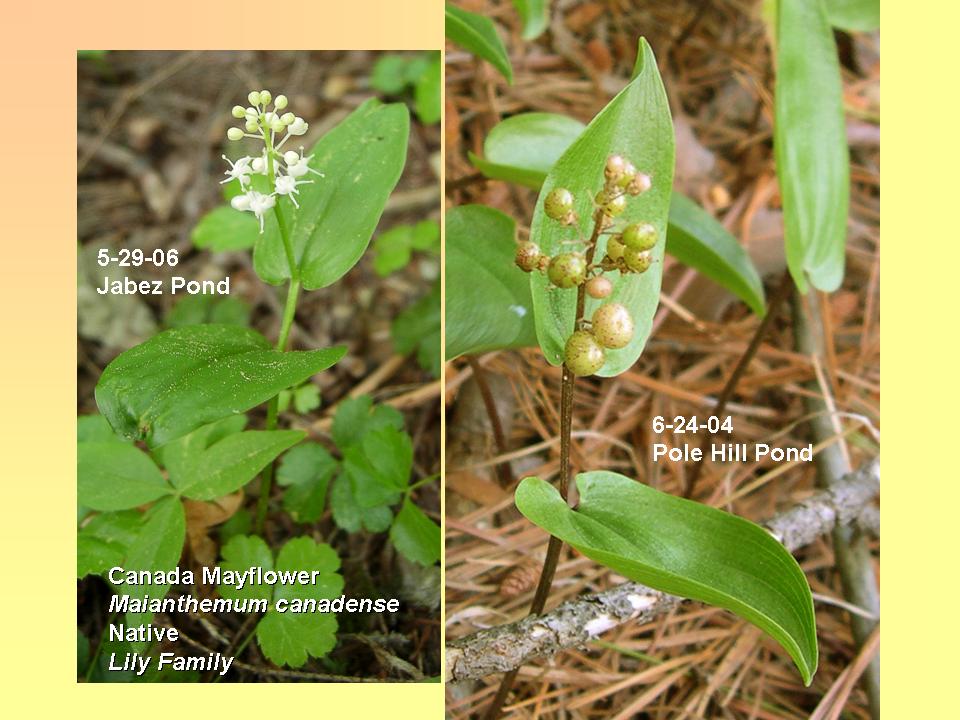 5-29-06
Jabez Pond
6-24-04
Pole Hill Pond
Canada Mayflower
Maianthemum canadense
Native
Lily Family